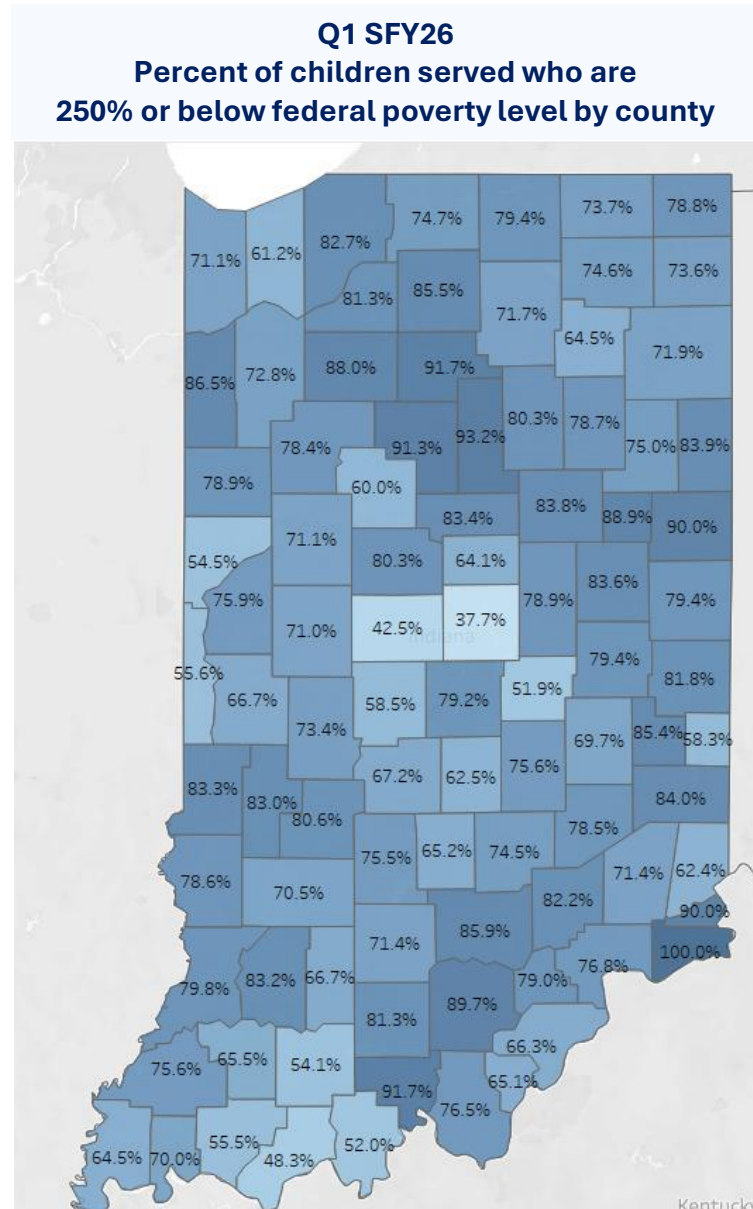 Q1 SFY26
Percent of children served who are
250% or below federal poverty level by county
74.7% 79.4% 73.7% 78.8%
71.1% 61.2% 82.7%
74.6% 73.6%
81.3% 85.5%
71.7%
64.5% 71.9%
86.5% 72.8% 88.0% 91.7%
80.3% 78.7%
78.4% 91.3% 93.2% 75.0% 83.9%
78.9% 60.0%
83.4% 83.8% 88.9% 90.0%
71.1%
54.5% 80.3% 64.1%
83.6%
75.9% 78.9% 79.4%
71.0% 42.5% 37.7%
Indiana
55.6% 66.7% 79.4%
58.5% 79.2% 51.9% 81.8%
73.4%
69.7% 85.4% 58.3%
67.2% 62.5% 75.6%
83.3% 83.0% 84.0%
80.6%
78.5%
75.5% 65.2% 74.5%
78.6% 70.5% 71.4% 62.4%
82.2%
90.0%
71.4% 85.9%
100.0%
79.8% 83.2% 66.7% 79.0% 76.8%
81.3% 89.7%
66.3%
75.6% 65.5% 54.1%
65.1%
91.7% 76.5%
64.5% 70.0% 55.5% 48.3% 52.0%
Kentuck